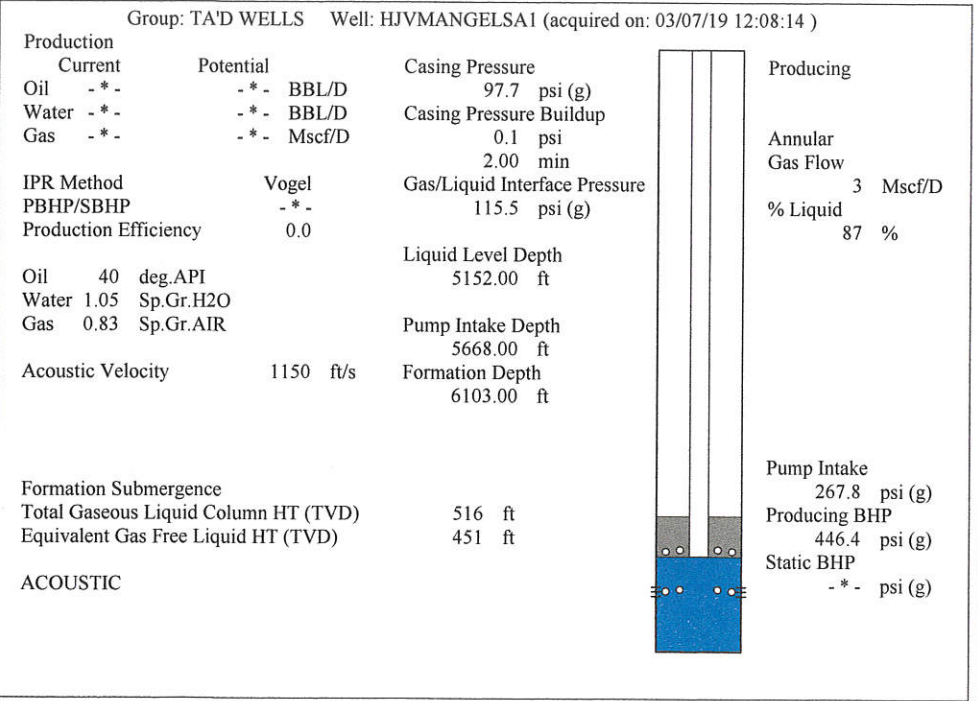 Group: TA'D WELLS Well: HJVMANGELSA1 (acquired on: 03/07/19 12:08:14 )
Production
Current Potential
Oil - * - - * - BBL/D
Water - * - - * - BBL/D
Gas - * - - * - Mscf/D
IPR Method Vogel
PBHP/SBHP - * -
Production Efficiency 0.0
Oil 40 deg.API
Water 1.05 Sp.Gr.H2O
Gas 0.83 Sp.Gr.AIR
Acoustic Velocity 1150 ft/s
Formation Submergence
Total Gaseous Liquid Column HT (TVD) 516 ft
Equivalent Gas Free Liquid HT (TVD) 451 ft
ACOUSTIC
Casing Pressure
97.7 psi (g)
Casing Pressure Buildup
0.1 psi
2.00 min
Gas/Liquid Interface Pressure
115.5 psi (g)
Liquid Level Depth
5152.00 ft
Pump Intake Depth
5668.00 ft
Formation Depth
6103.00 ft
Producing
Annular
Gas Flow
3 Mscf/D
% Liquid
87 %
Pump Intake
267.8 psi (g)
Producing BHP
446.4 psi (g)
Static BHP
- * - psi (g)